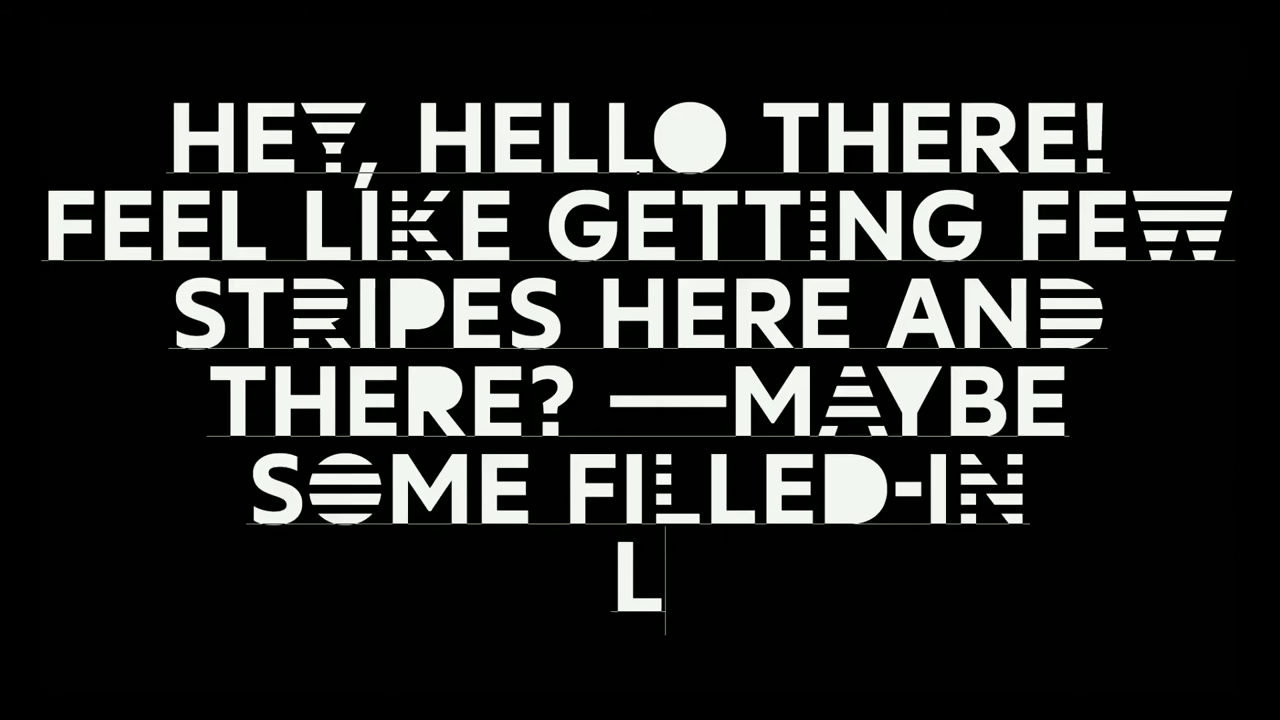 HEY, HELLO THERE!
FEEL LIKE GETTING FEW
STRIPES HERE AND
THERE? —MAYBE
SOME FILLED-IN
L